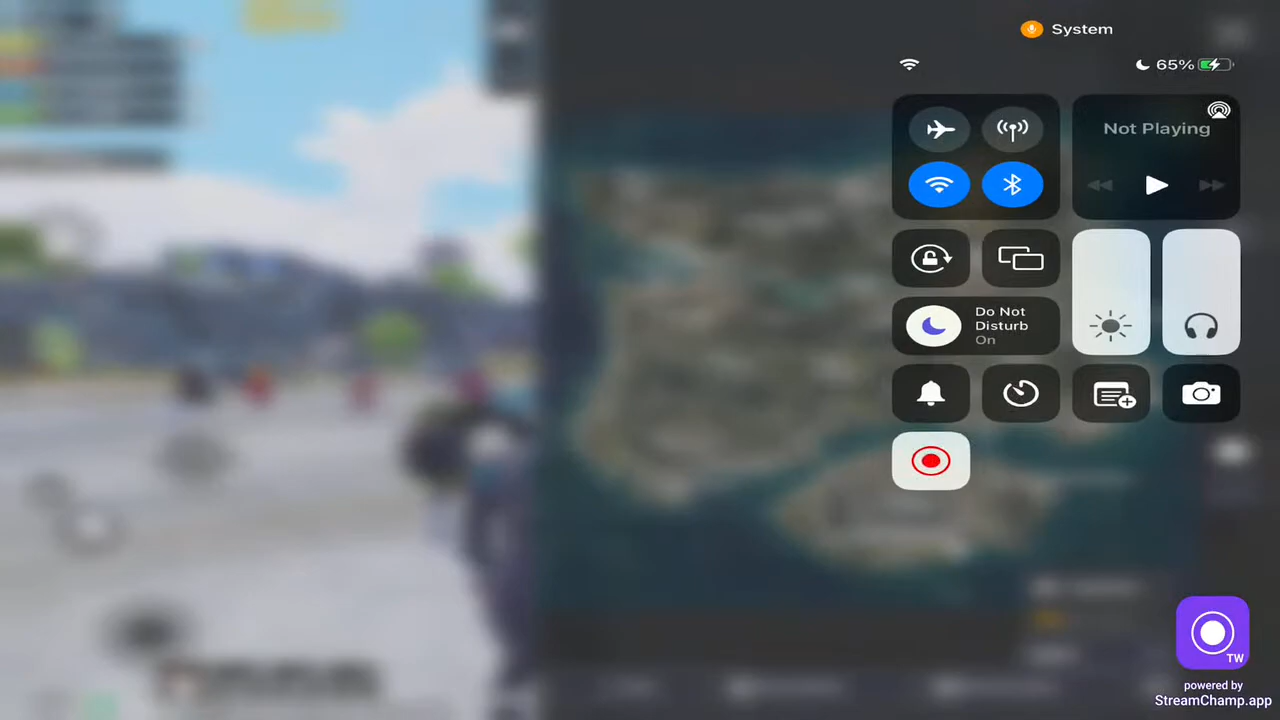 System
65%
Not Playing
Do Not
Disturb
On
TW
powered by
StreamChamp.app